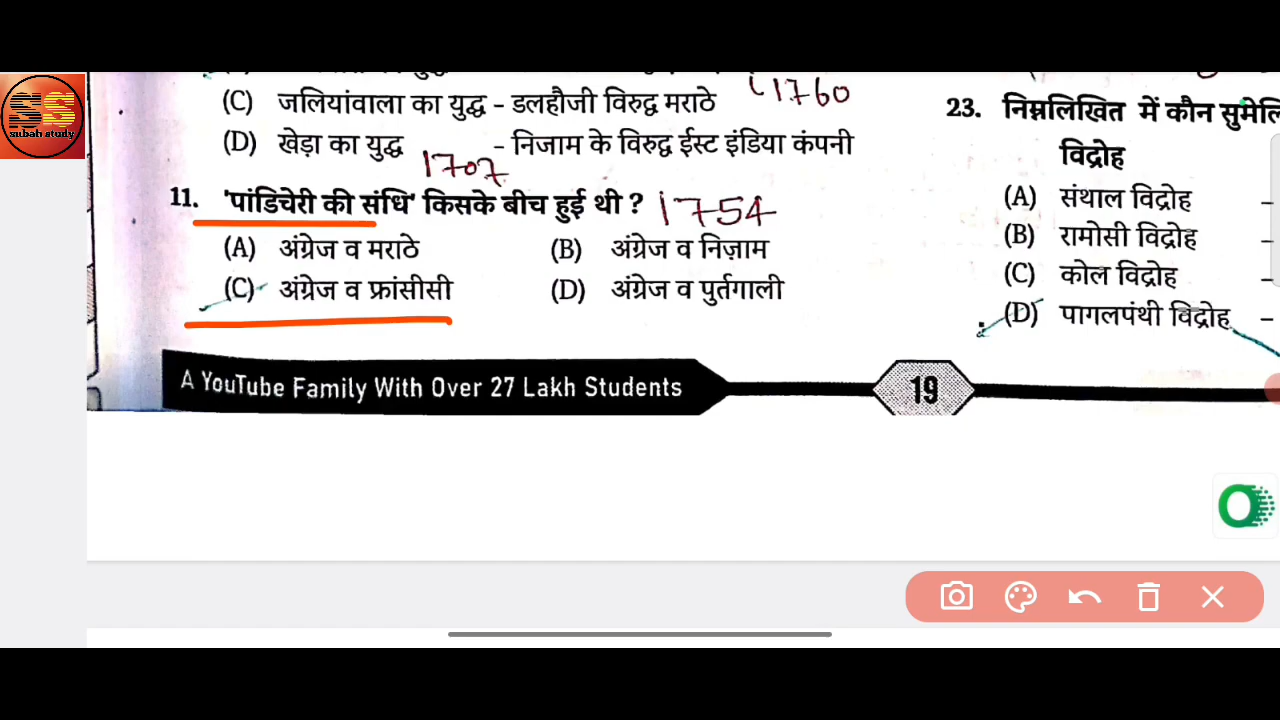 SS
subah study
1760
(C) जलियांवाला का युद्ध - डलहौजी विरुद्ध मराठे
(D) खेड़ा का युद्ध - निजाम के विरुद्ध ईस्ट इंडिया कंपनी
1707
11. 'पांडिचेरी की संधि' किसके बीच हुई थी ? 1754
(A) अंग्रेज व मराठे (B) अंग्रेज व निज़ाम
(C) अंग्रेज व फ्रांसीसी (D) अंग्रेज व पुर्तगाली
A YouTube Family With Over 27 Lakh Students
19
23. निम्नलिखित में कौन
विद्रोह
(A) संथाल विद्रोह –
(B) रामोसी विद्रोह –
(C) कोल विद्रोह
(D) पागलपंथी विद्रोह –